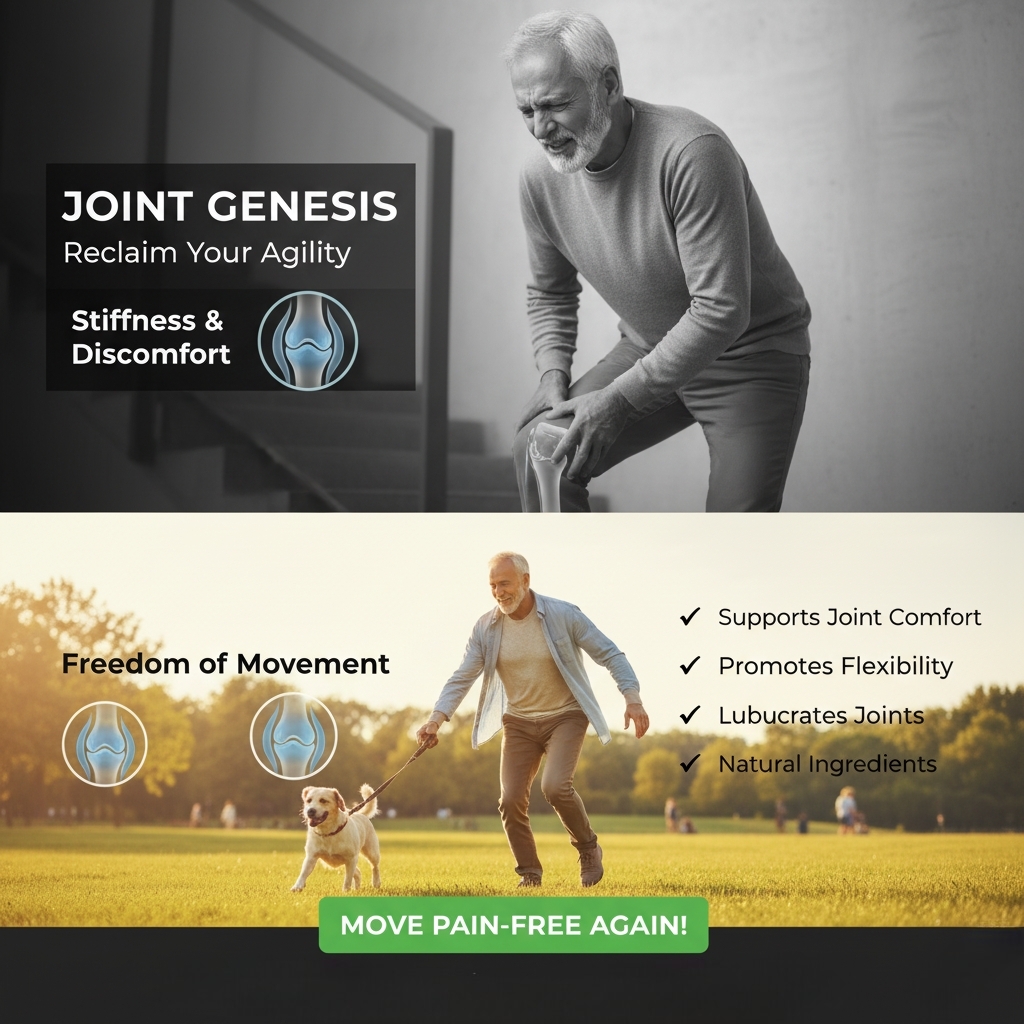 JOINT GENESIS
Reclaim Your Agility
Stiffness &
Discomfort
Freedom of Movement
✓ Supports Joint Comfort
✓ Promotes Flexibility
✓ Lubucrates Joints
✓ Natural Ingredients
MOVE PAIN-FREE AGAIN!